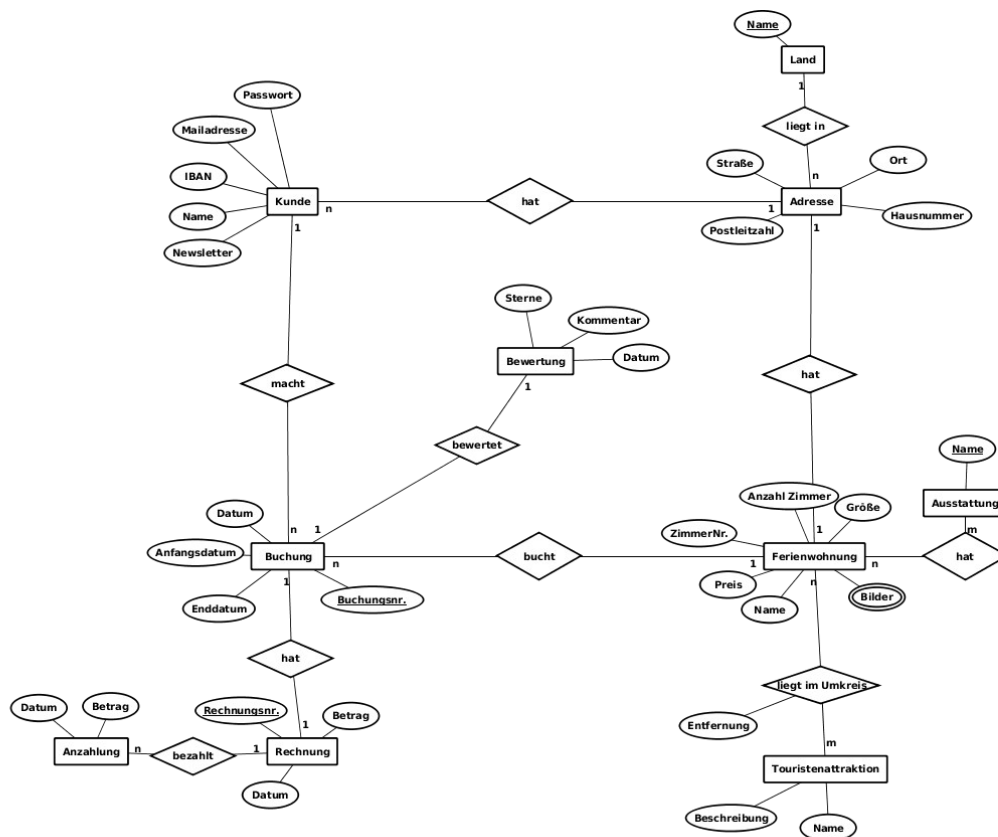 Name
Land
1
liegt in
n
Passwort
Mailadresse
IBAN
Name
Newsletter
Kunde
n
1
hat
1
Straße
Ort
Adresse
Hausnummer
Postleitzahl
1
Sterne
Kommentar
Bewertung
Datum
1
macht
hat
bewertet
Name
Ausstattung
m
Datum
Anfangsdatum
n
1
Buchung
n
1
Enddatum
Buchungsnr.
bucht
Anzahl Zimmer
Größe
ZimmerNr.
1
1
Ferienwohnung
n
n
hat
Preis
Name
Bilder
hat
liegt im Umkreis
Entfernung
m
Touristenattraktion
Beschreibung
Name
Datum
Betrag
Anzahlung
n
bezahlt
1
Rechnungsnr.
Betrag
1
Rechnung
Datum